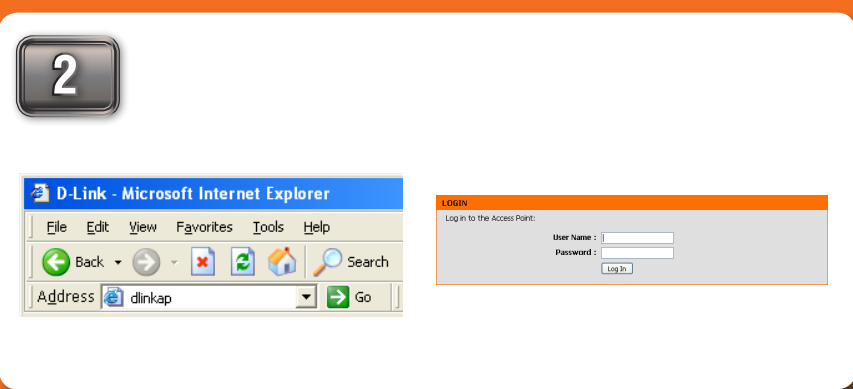 2
D-Link - Microsoft Internet Explorer
File Edit View Favorites Tools Help
Back Search
Address dlinkap Go
LOGIN
Log in to the Access Point:
User Name :
Password :
Log In